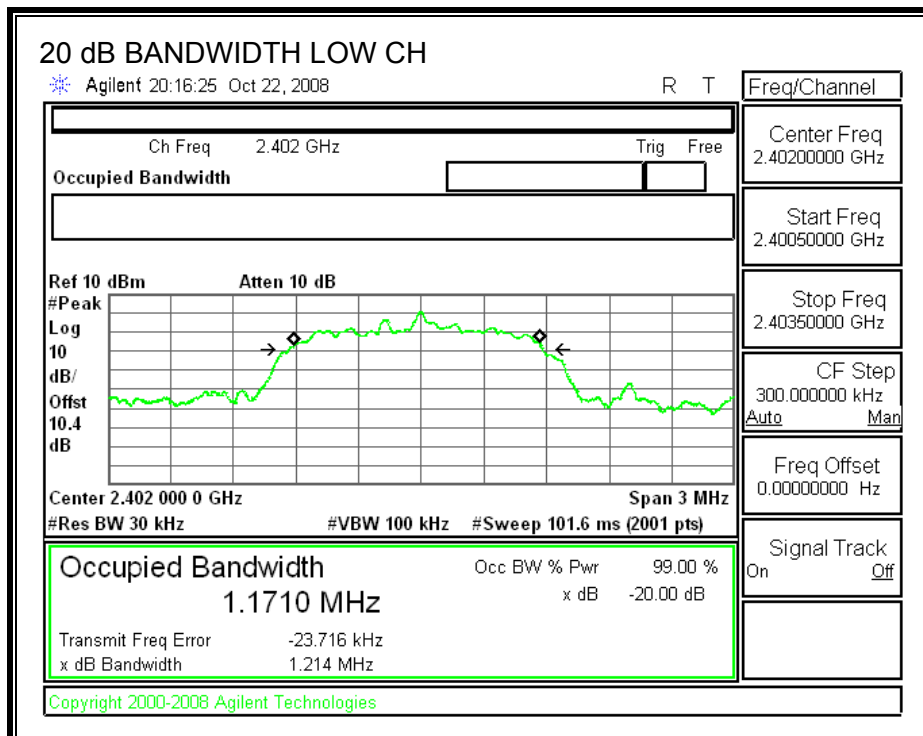 20 dB BANDWIDTH LOW CH
Agilent 20:16:25 Oct 22, 2008 R T
Freq/Channel
Ch Freq 2.402 GHz Trig Free
Occupied Bandwidth
Center Freq
2.40200000 GHz
Start Freq
2.40050000 GHz
Stop Freq
2.40350000 GHz
CF Step
300.000000 kHz
Auto Man
Freq Offset
0.00000000 Hz
Signal Track
On Off
Ref 10 dBm Atten 10 dB
#Peak
Log
10
dB/
Offst
10.4
dB
Center 2.402 000 0 GHz Span 3 MHz
#Res BW 30 kHz #VBW 100 kHz #Sweep 101.6 ms (2001 pts)
Occupied Bandwidth
1.1710 MHz
Occ BW % Pwr 99.00 %
x dB -20.00 dB
Transmit Freq Error -23.716 kHz
x dB Bandwidth 1.214 MHz
Copyright 2000-2008 Agilent Technologies